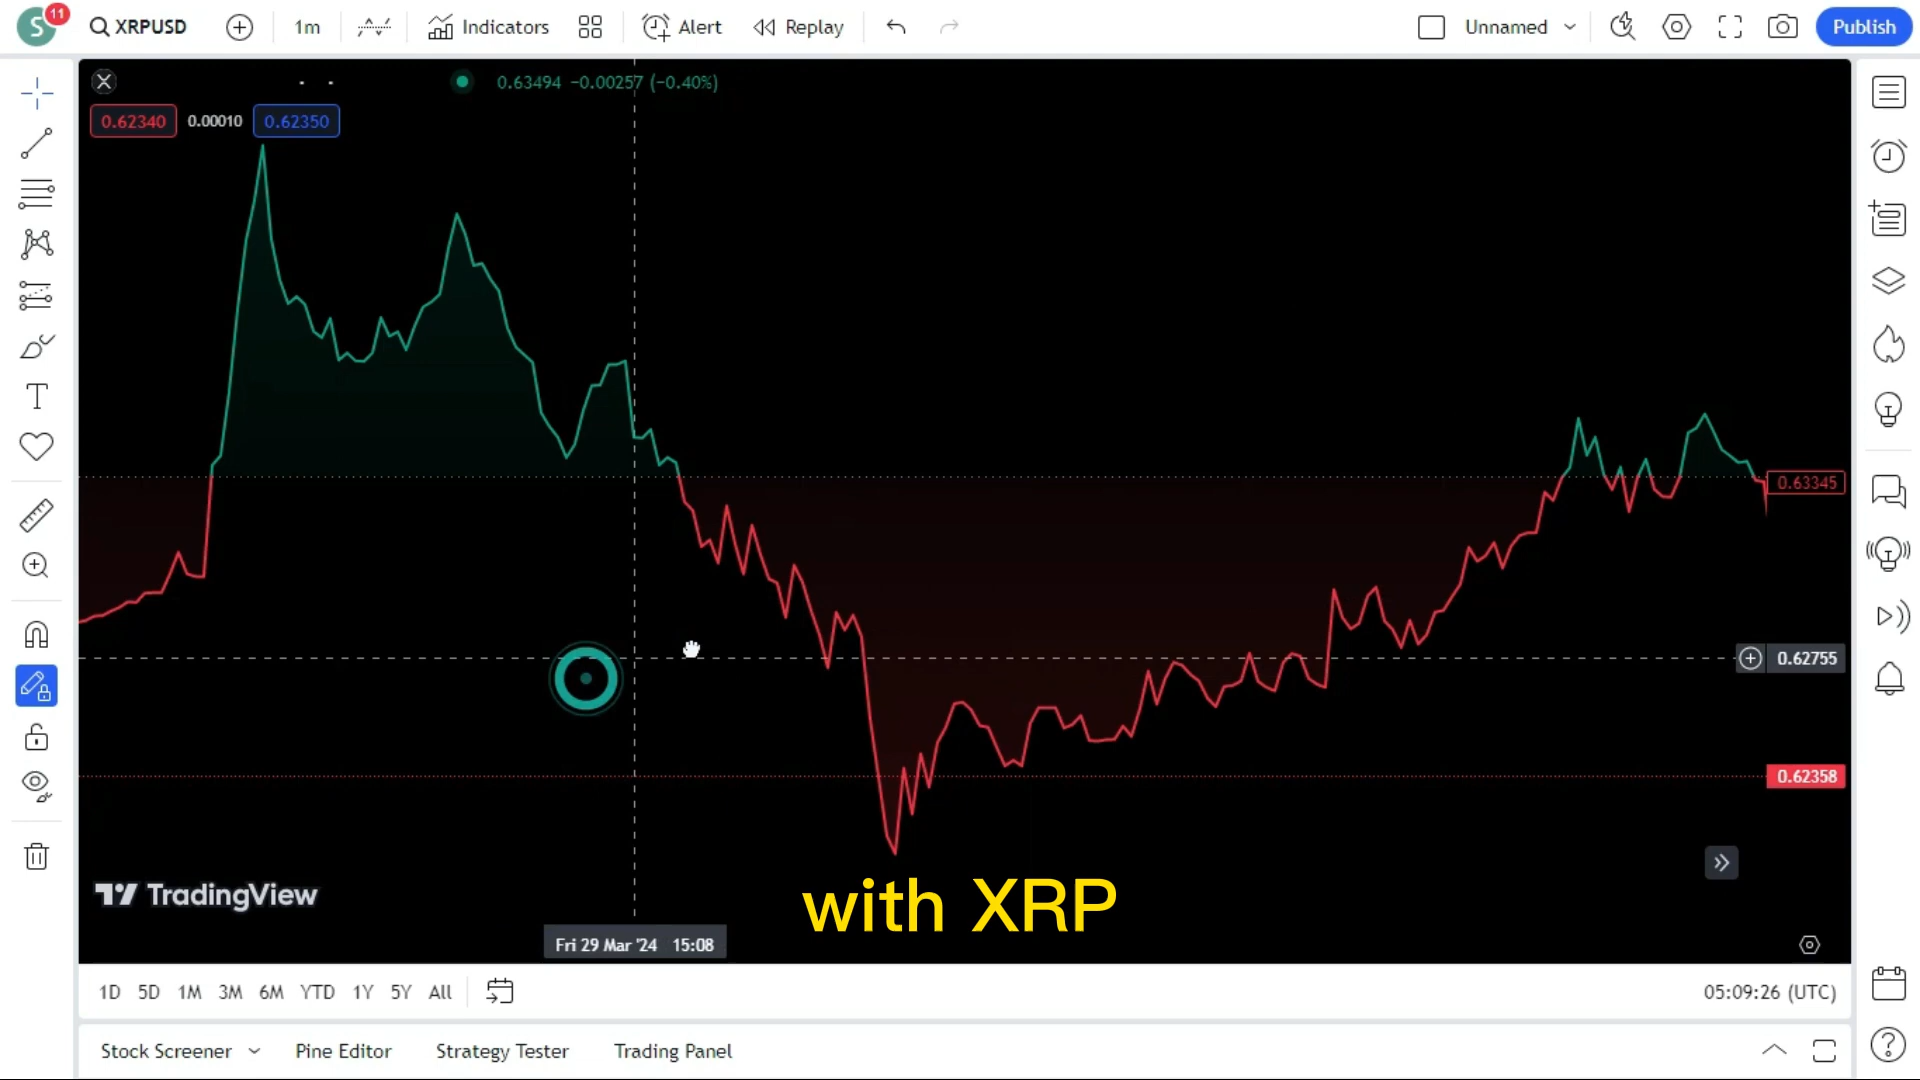 S 11 XRPUSD 1m Indicators Alert Replay Unnamed Publish
0.63494 −0.00257 (−0.40%)
0.62340 0.00010 0.62350
0.63345
0.62755
0.62358
TradingView
with XRP
Fri 29 Mar '24 15:08
1D 5D 1M 3M 6M YTD 1Y 5Y All 05:09:26 (UTC)
Stock Screener Pine Editor Strategy Tester Trading Panel